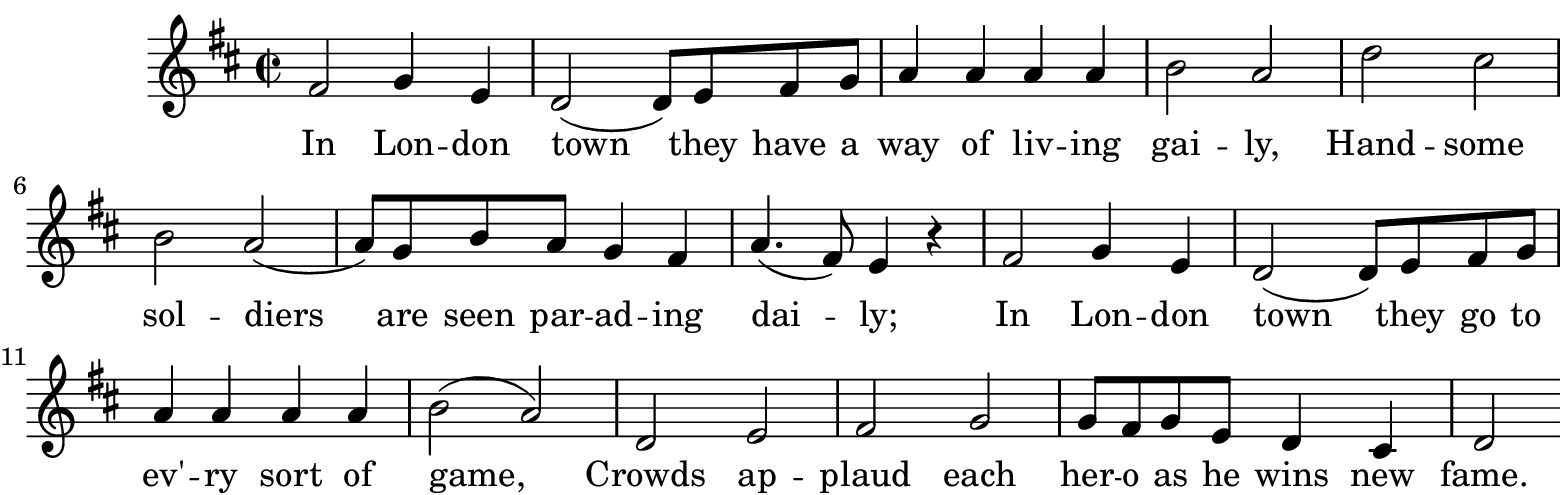 In Lon -- don town they have a way of liv -- ing gai -- ly, Hand -- some
6
sol -- diers are seen par -- ad -- ing dai -- ly; In Lon -- don town they go to
11
ev' -- ry sort of game, Crowds ap -- plaud each her -- o as he wins new fame.